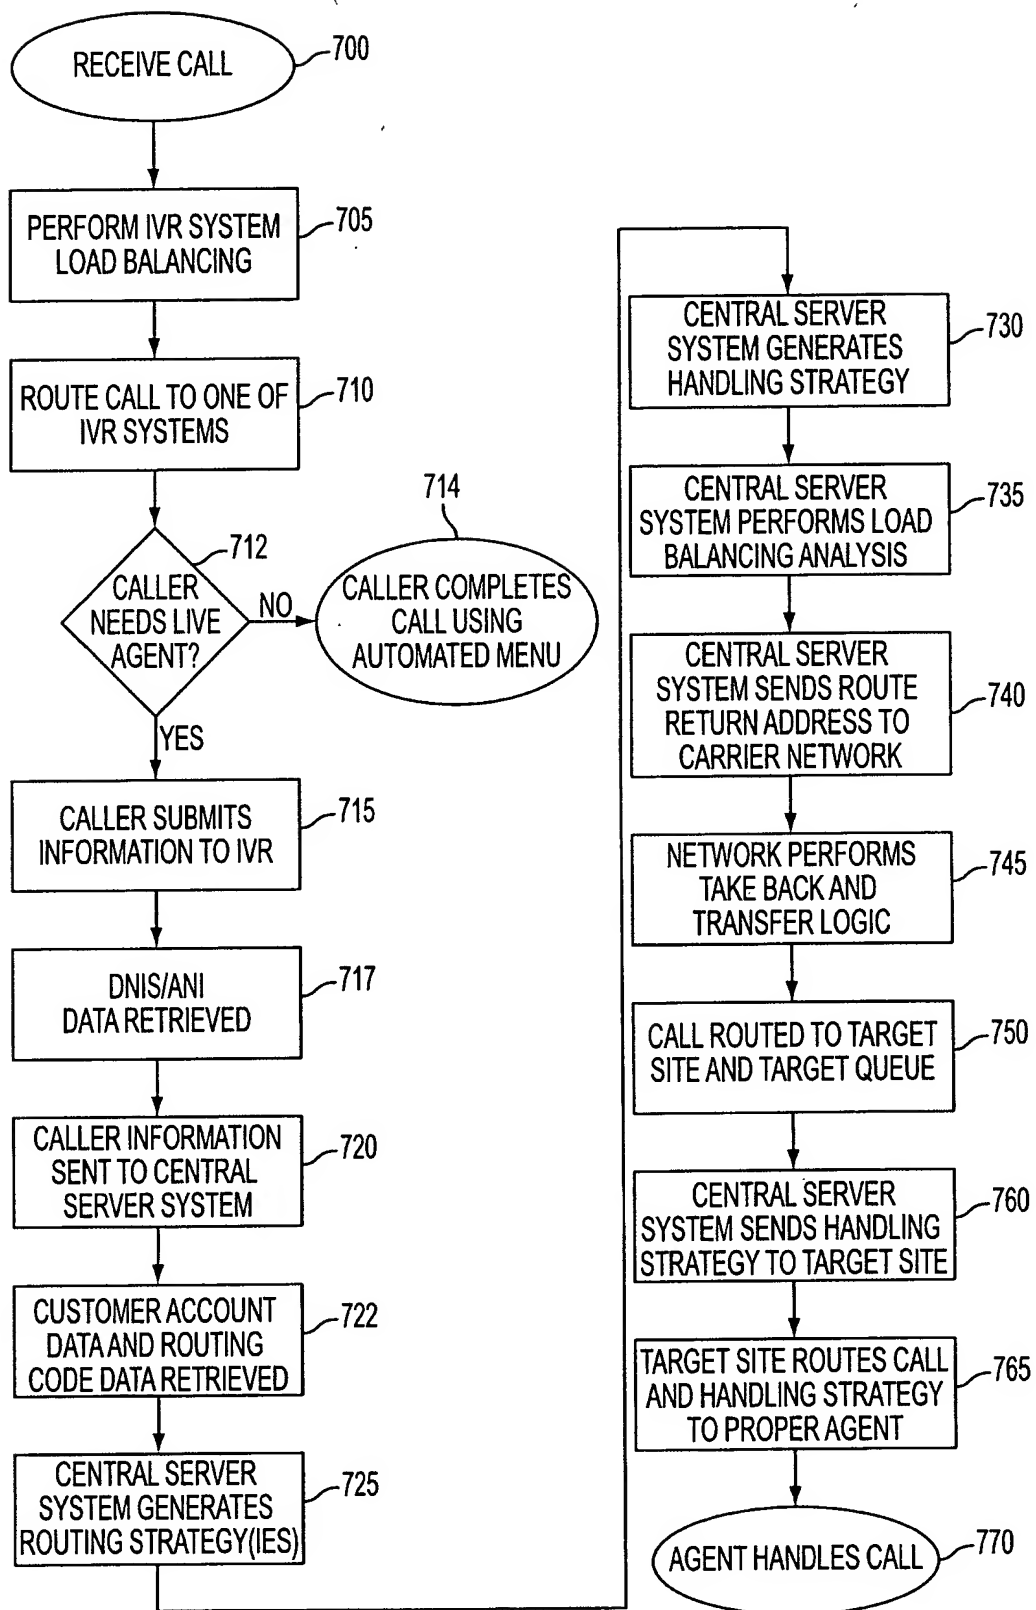 RECEIVE CALL
700
PERFORM IVR SYSTEM
LOAD BALANCING
705
ROUTE CALL TO ONE OF
IVR SYSTEMS
710
712
CALLER
NEEDS LIVE
AGENT?
NO
714
CALLER COMPLETES
CALL USING
AUTOMATED MENU
YES
CALLER SUBMITS
INFORMATION TO IVR
715
DNIS/ANI
DATA RETRIEVED
717
CALLER INFORMATION
SENT TO CENTRAL
SERVER SYSTEM
720
CUSTOMER ACCOUNT
DATA AND ROUTING
CODE DATA RETRIEVED
722
CENTRAL SERVER
SYSTEM GENERATES
ROUTING STRATEGY(IES)
725
CENTRAL SERVER
SYSTEM GENERATES
HANDLING STRATEGY
730
CENTRAL SERVER
SYSTEM PERFORMS LOAD
BALANCING ANALYSIS
735
CENTRAL SERVER
SYSTEM SENDS ROUTE
RETURN ADDRESS TO
CARRIER NETWORK
740
NETWORK PERFORMS
TAKE BACK AND
TRANSFER LOGIC
745
CALL ROUTED TO TARGET
SITE AND TARGET QUEUE
750
CENTRAL SERVER
SYSTEM SENDS HANDLING
STRATEGY TO TARGET SITE
760
TARGET SITE ROUTES CALL
AND HANDLING STRATEGY
TO PROPER AGENT
765
AGENT HANDLES CALL
770